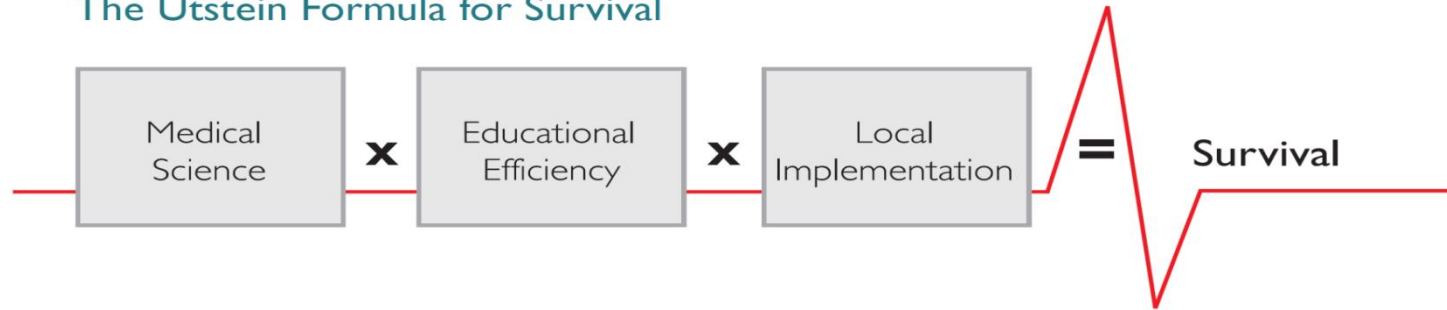 The Utstein Formula for Survival
Medical
Science
x
Educational
Efficiency
x
Local
Implementation
=
Survival